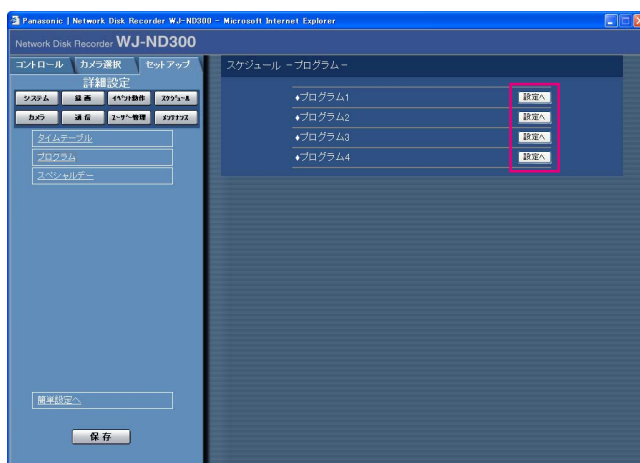 Panasonic | Network Disk Recorder WJ-ND300 - Microsoft Internet Explorer
Network Disk Recorder WJ-ND300
コントロール カメラ選択 セットアップ
詳細設定
システム 録画 イベント動作 スケジュール
カメラ 通信 ユーザー管理 メンテナンス
タイムテーブル
プログラム
スペシャルデー
簡単設定へ
保存
スケジュール -プログラム-
♦プログラム1 設定へ
♦プログラム2 設定へ
♦プログラム3 設定へ
♦プログラム4 設定へ